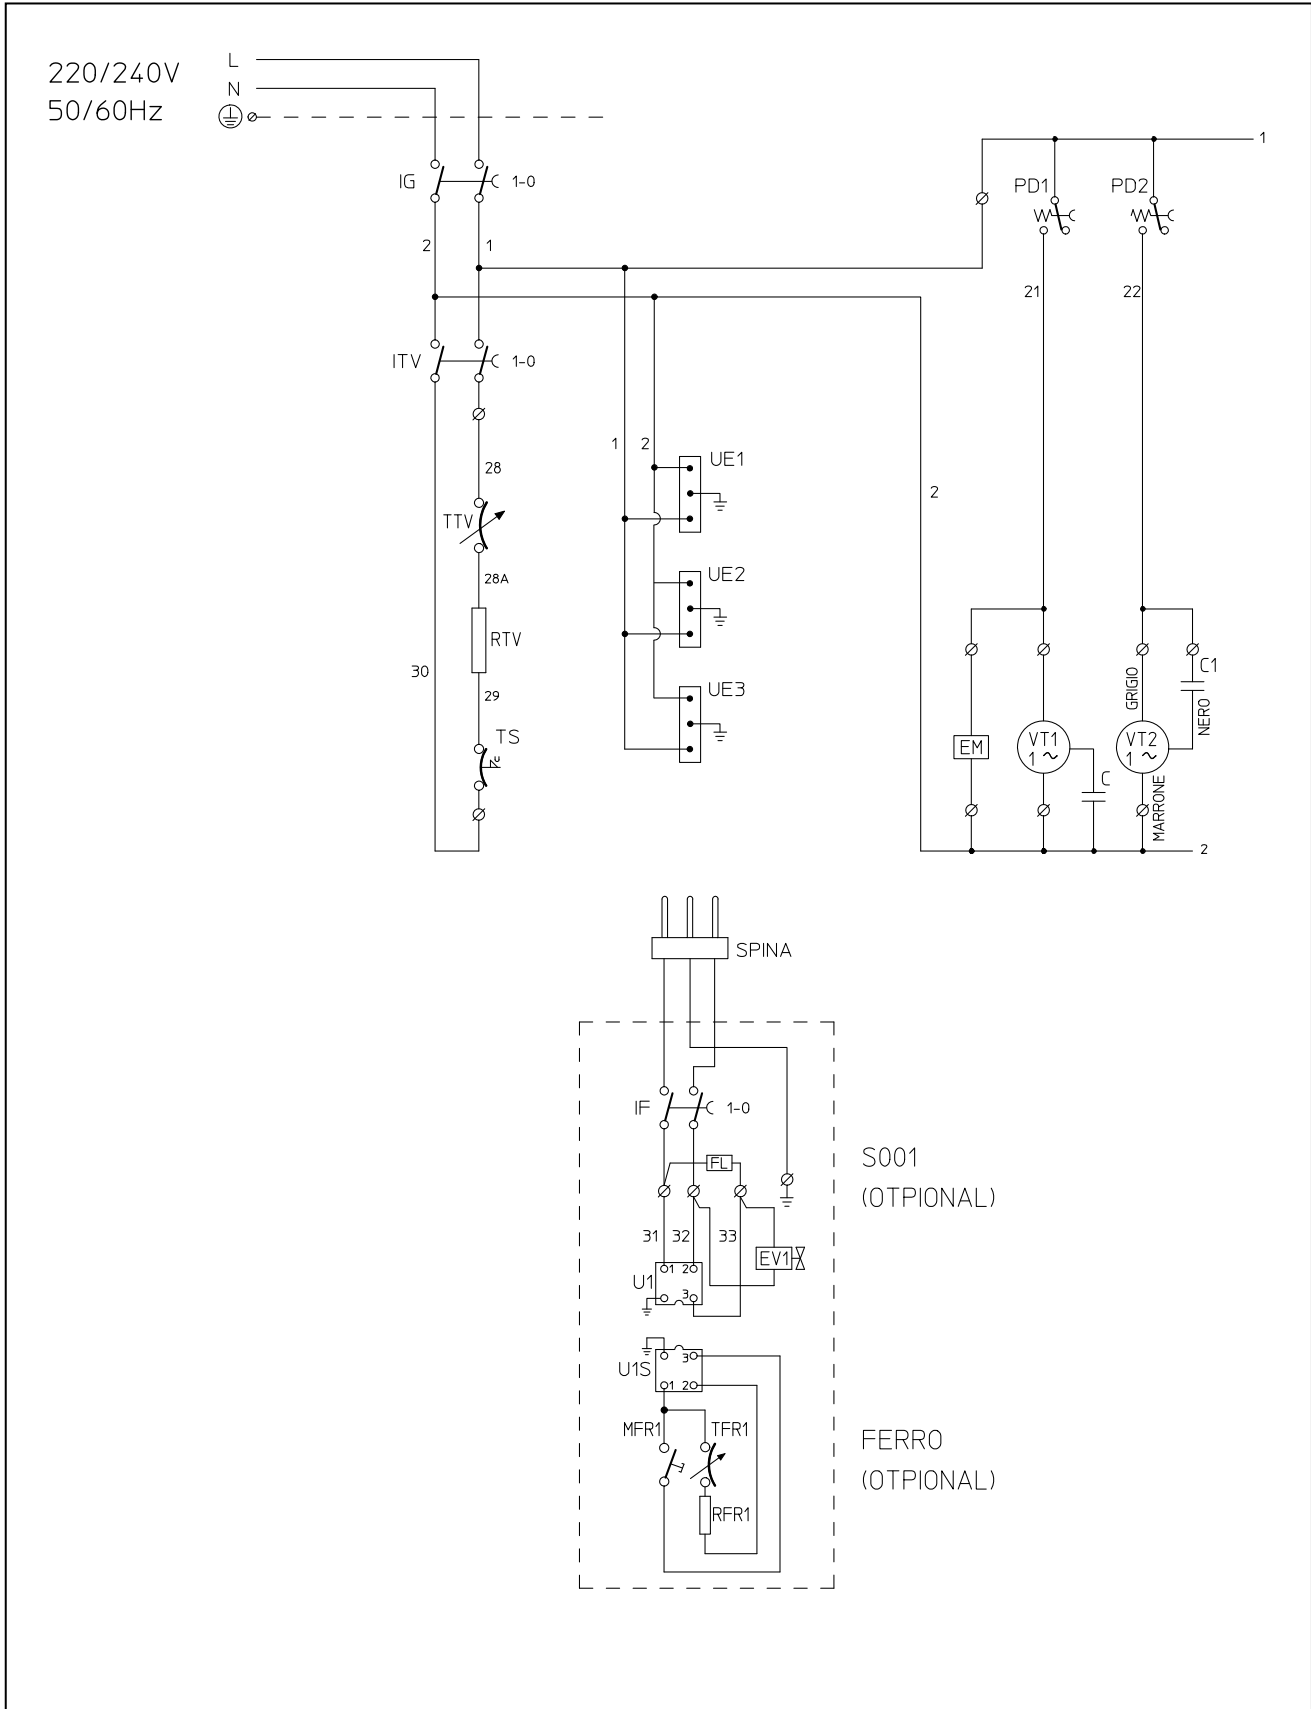 220/240V
50/60Hz
L
N
1
IG
1-0
PD1
PD2
2
1
21
22
ITV
1-0
1
2
UE1
28
2
TTV
28A
UE2
RTV
30
29
UE3
C1
GRIGIO
NERO
TS
EM
VT1
1 ~
VT2
1 ~
C
MARRONE
2
SPINA
IF
1-0
FL
S001
(OTPIONAL)
31
32
33
EV1
U1
1
2
3
U1S
3
1
2
MFR1
TFR1
FERRO
(OTPIONAL)
RFR1